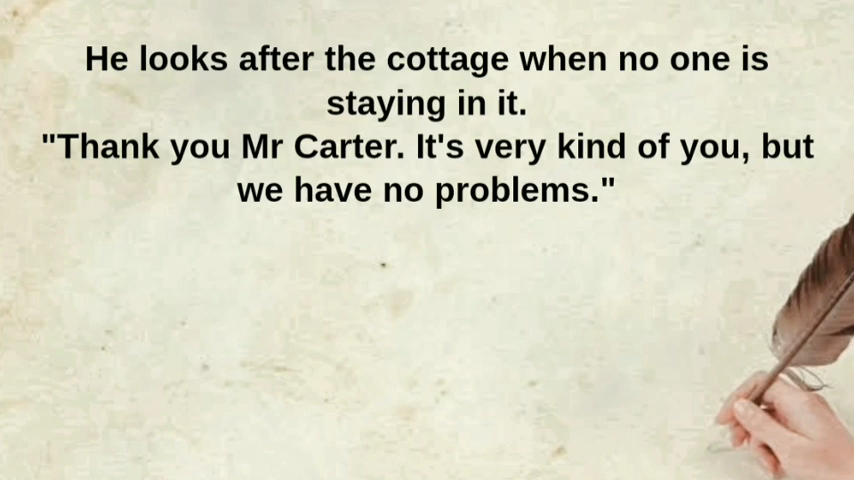 He looks after the cottage when no one is
staying in it.
"Thank you Mr Carter. It's very kind of you, but
we have no problems."